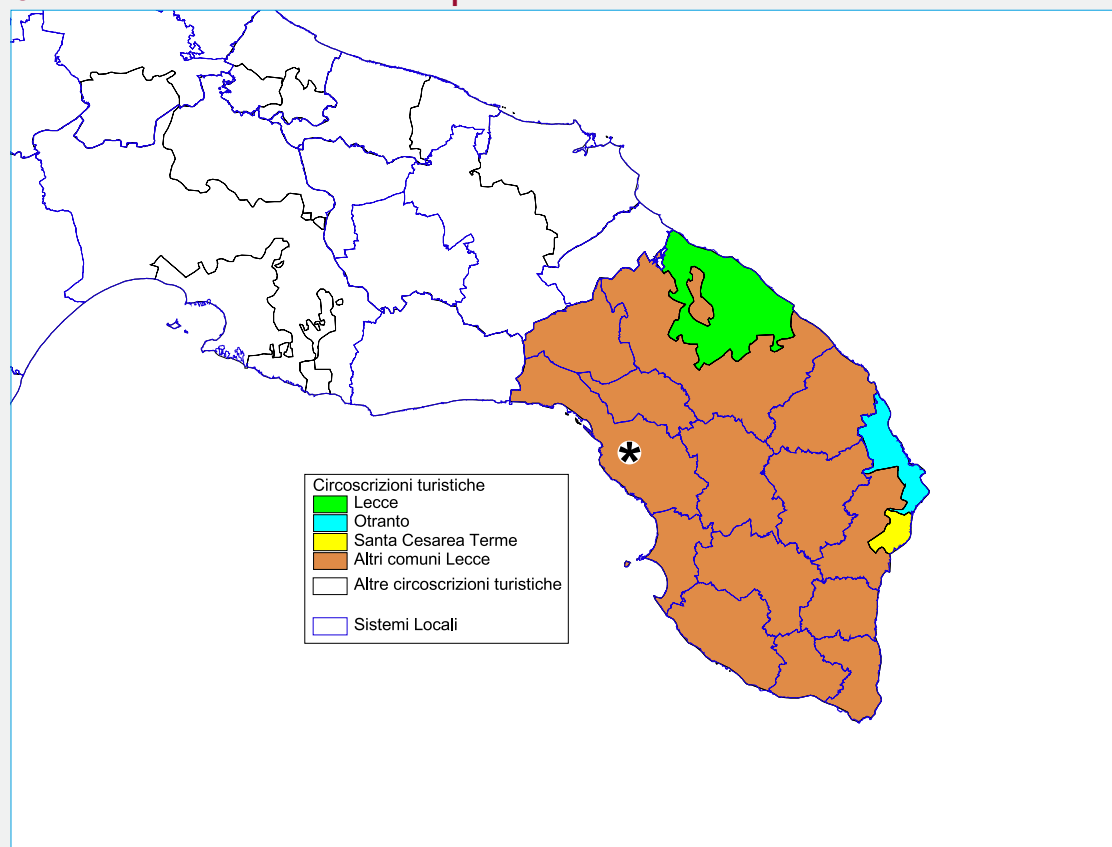 Circoscrizioni turistiche
Lecce
Otranto
Santa Cesarea Terme
Altri comuni Lecce
Altre circoscrizioni turistiche
Sistemi Locali
*